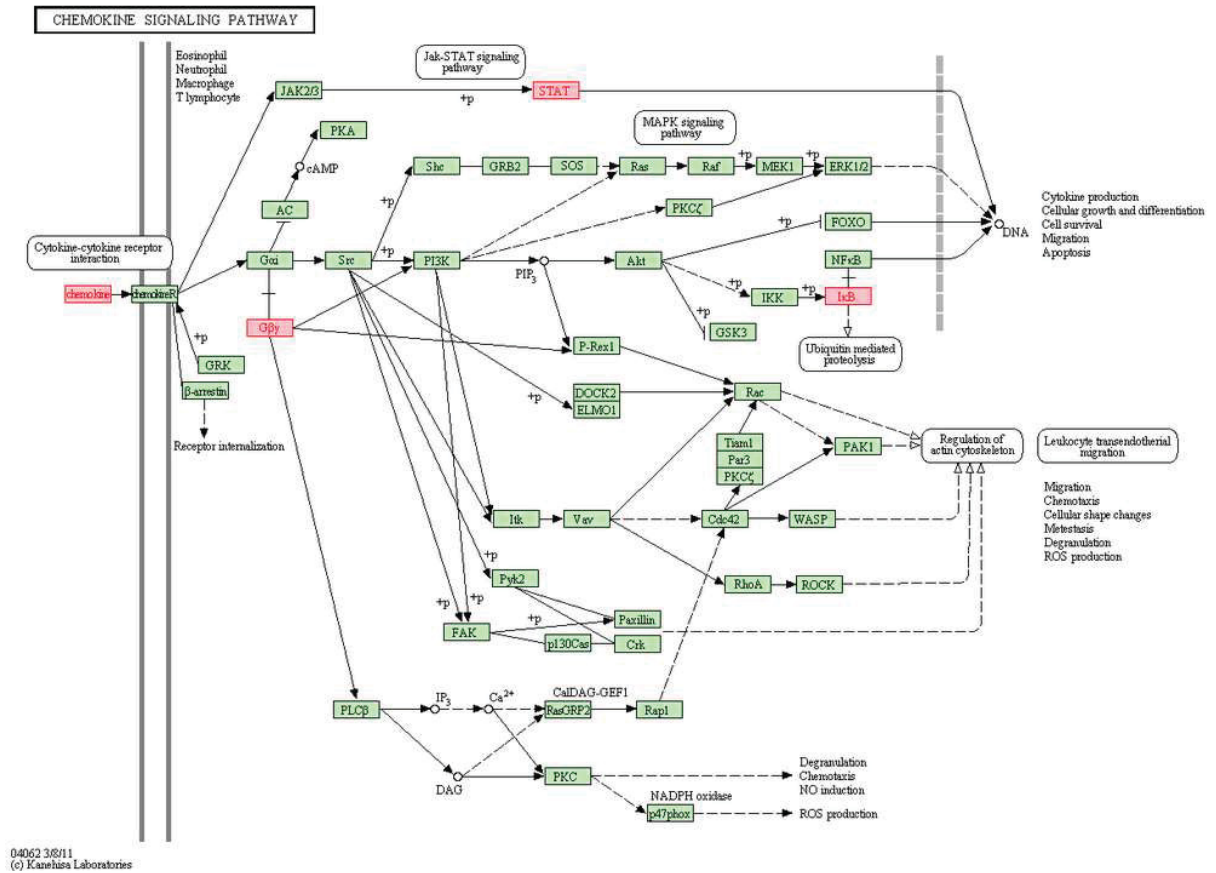 CHEMOKINE SIGNALING PATHWAY
Eosinophil
Neutrophil
Macrophage
T lymphocyte
Jak-STAT signaling
pathway
JAK2/3
+p
STAT
MAPK signaling
pathway
PKA
cAMP
AC
Shc
GRB2
SOS
Ras
Raf
+p
MEK1
+p
ERK1/2
+p
PKCζ
+p
FOXO
DNA
Cytokine production
Cellular growth and differentiation
Cell survival
Migration
Apoptosis
Cytokine-cytokine receptor
interaction
Gαi
Src
+p
PI3K
PIP3
Akt
NFκB
chemokine
chemokineR
IKK
+p
IκB
Gβγ
+p
GSK3
Ubiquitin mediated
proteolysis
+p
GRK
P-Rex1
β-arrestin
+p
DOCK2
ELMO1
Rac
Receptor internalization
Tiam1
Par3
PKCζ
PAK1
Regulation of
actin cytoskeleton
Leukocyte transendotherial
migration
Itk
Vav
Cdc42
WASP
Migration
Chemotaxis
Cellular shape changes
Metastasis
Degranulation
ROS production
+p
Pyk2
RhoA
ROCK
+p
+p
FAK
+p
Paxillin
p130Cas
Crk
PLCβ
IP3
Ca2+
CalDAG-GEF1
RasGRP2
Rap1
DAG
PKC
Degranulation
Chemotaxis
NO induction
NADPH oxidase
p47phox
ROS production
04062 3/8/11
(c) Kanehisa Laboratories